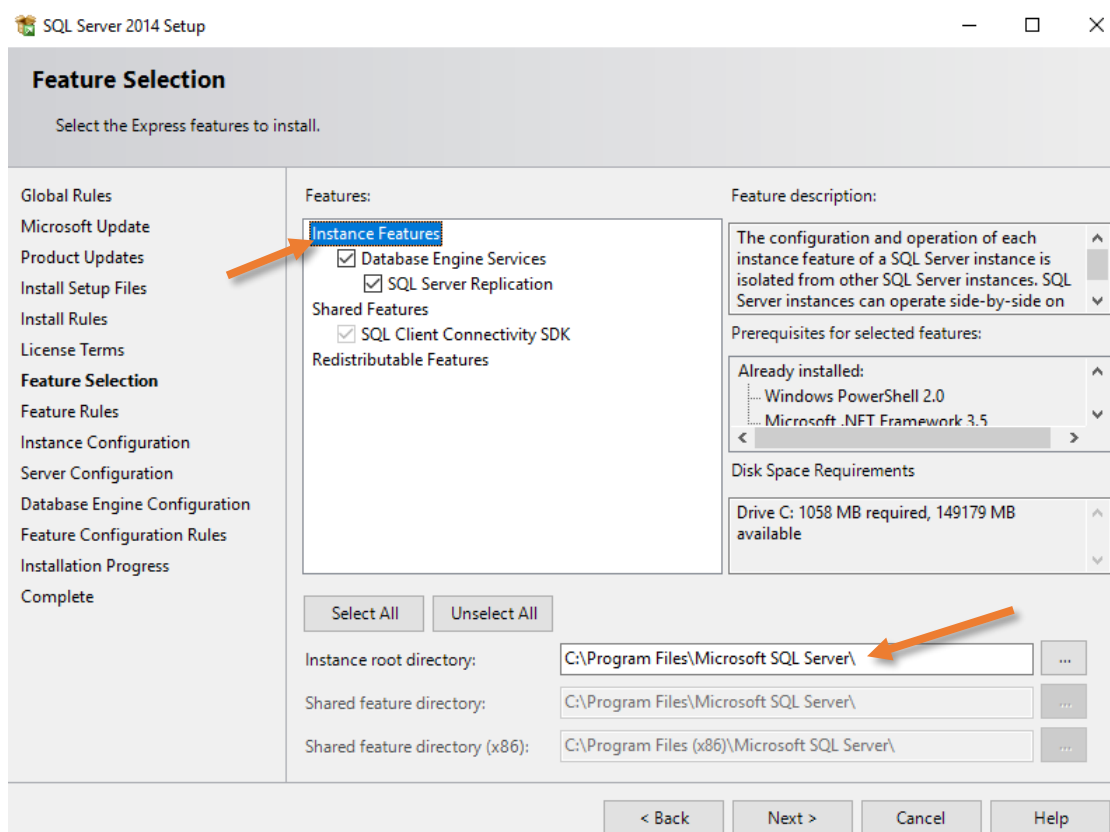 SQL Server 2014 Setup
Feature Selection
Select the Express features to install.
Global Rules
Microsoft Update
Product Updates
Install Setup Files
Install Rules
License Terms
Feature Selection
Feature Rules
Instance Configuration
Server Configuration
Database Engine Configuration
Feature Configuration Rules
Installation Progress
Complete
Features:
Instance Features
Database Engine Services
SQL Server Replication
Shared Features
SQL Client Connectivity SDK
Redistributable Features
Feature description:
The configuration and operation of each
instance feature of a SQL Server instance is
isolated from other SQL Server instances. SQL
Server instances can operate side-by-side on
Prerequisites for selected features:
Already installed:
Windows PowerShell 2.0
Microsoft .NET Framework 3.5
Disk Space Requirements
Drive C: 1058 MB required, 149179 MB
available
Select All
Unselect All
Instance root directory:
C:\Program Files\Microsoft SQL Server\
...
Shared feature directory:
C:\Program Files\Microsoft SQL Server\
...
Shared feature directory (x86):
C:\Program Files (x86)\Microsoft SQL Server\
...
< Back
Next >
Cancel
Help